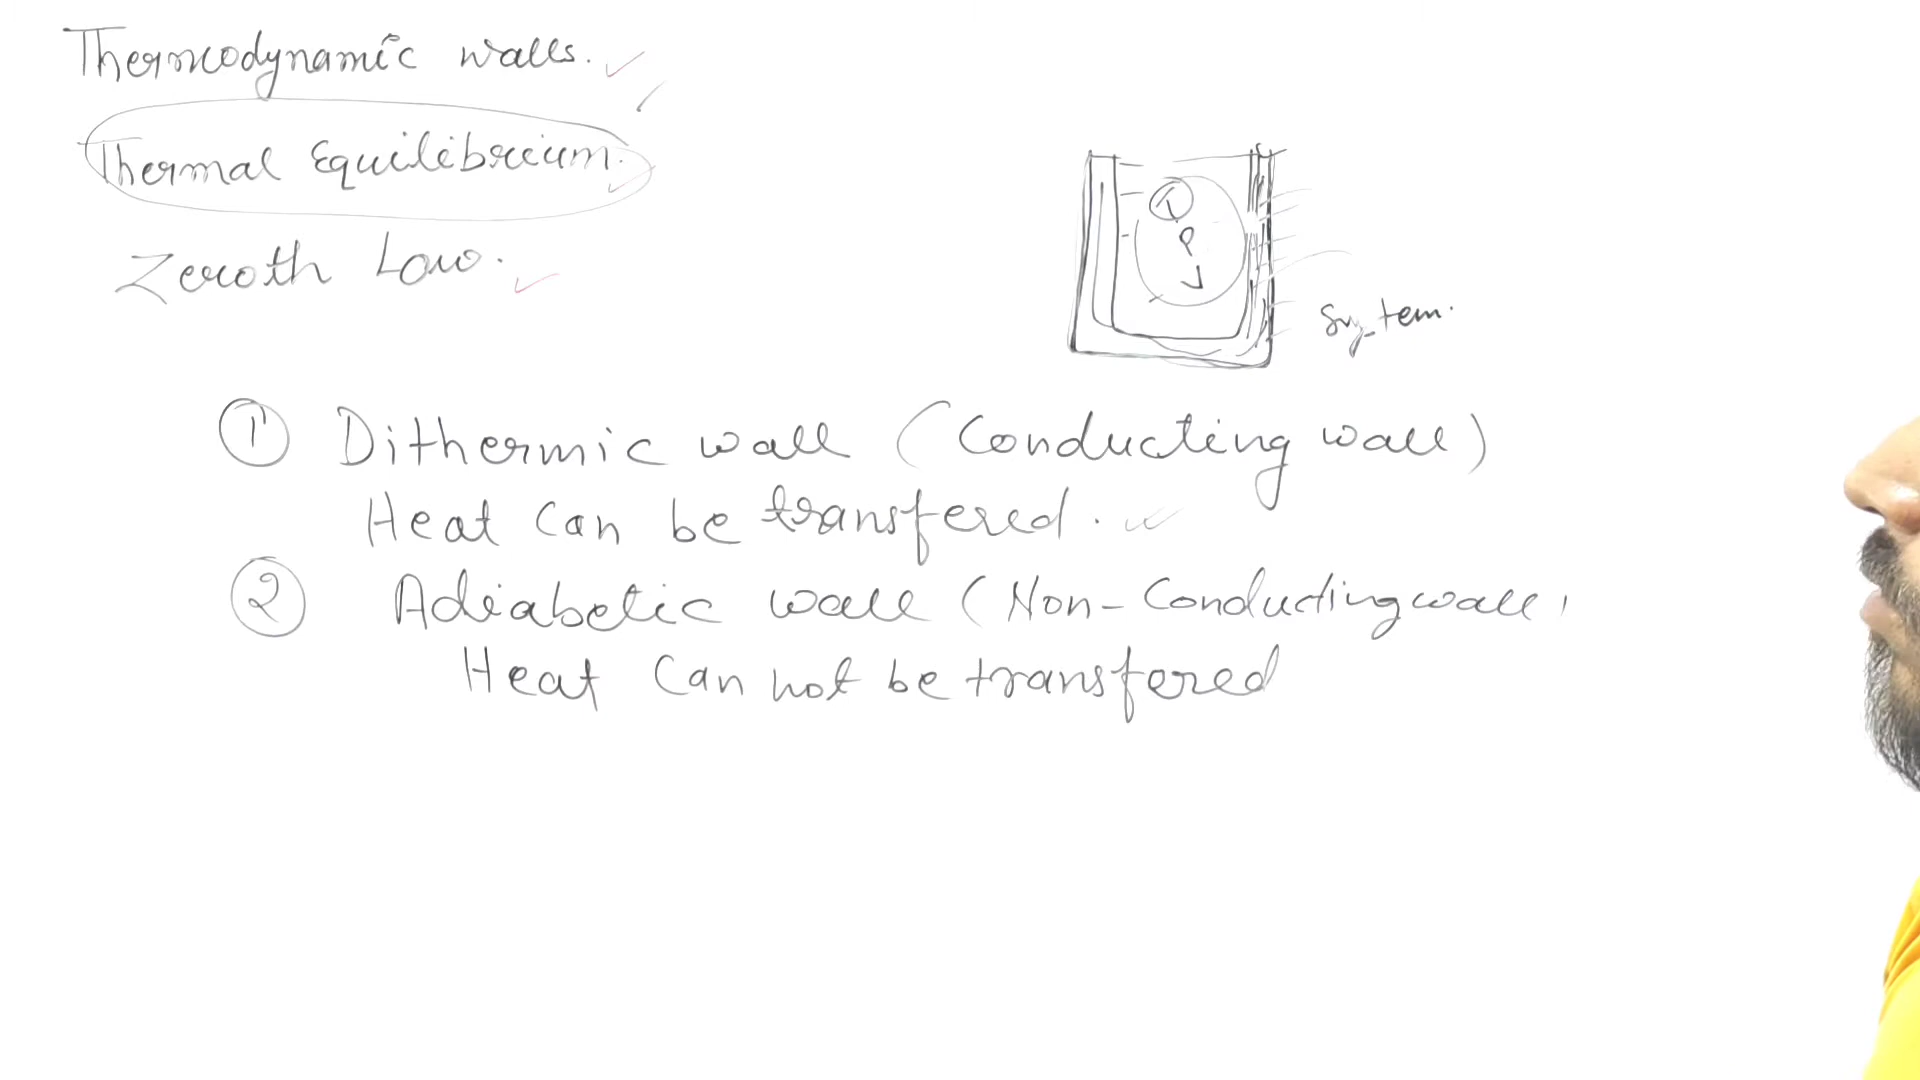 Thermodynamic walls.
Thermal Equilibrium.
Zeroth Law.
P
System.
① Dithermic wall (Conducting wall)
Heat Can be transfered.
② Adiabetic wall (Non-Conducting wall)
Heat Can not be transfered